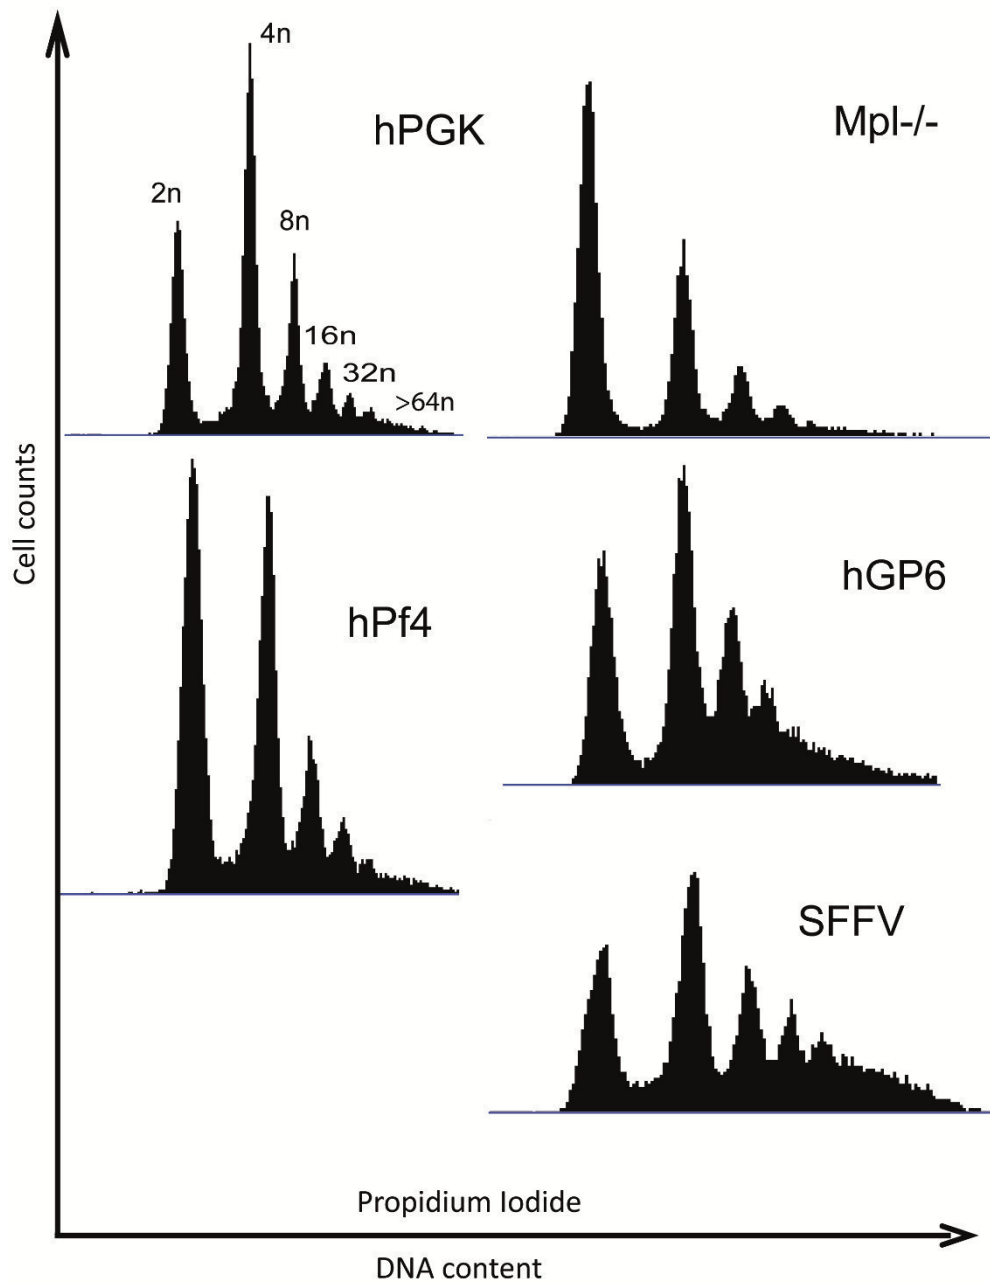 4n
hPGK
Mpl-/-
2n
8n
16n
32n
>64n
Cell counts
hPf4
hGP6
SFFV
Propidium Iodide
DNA content